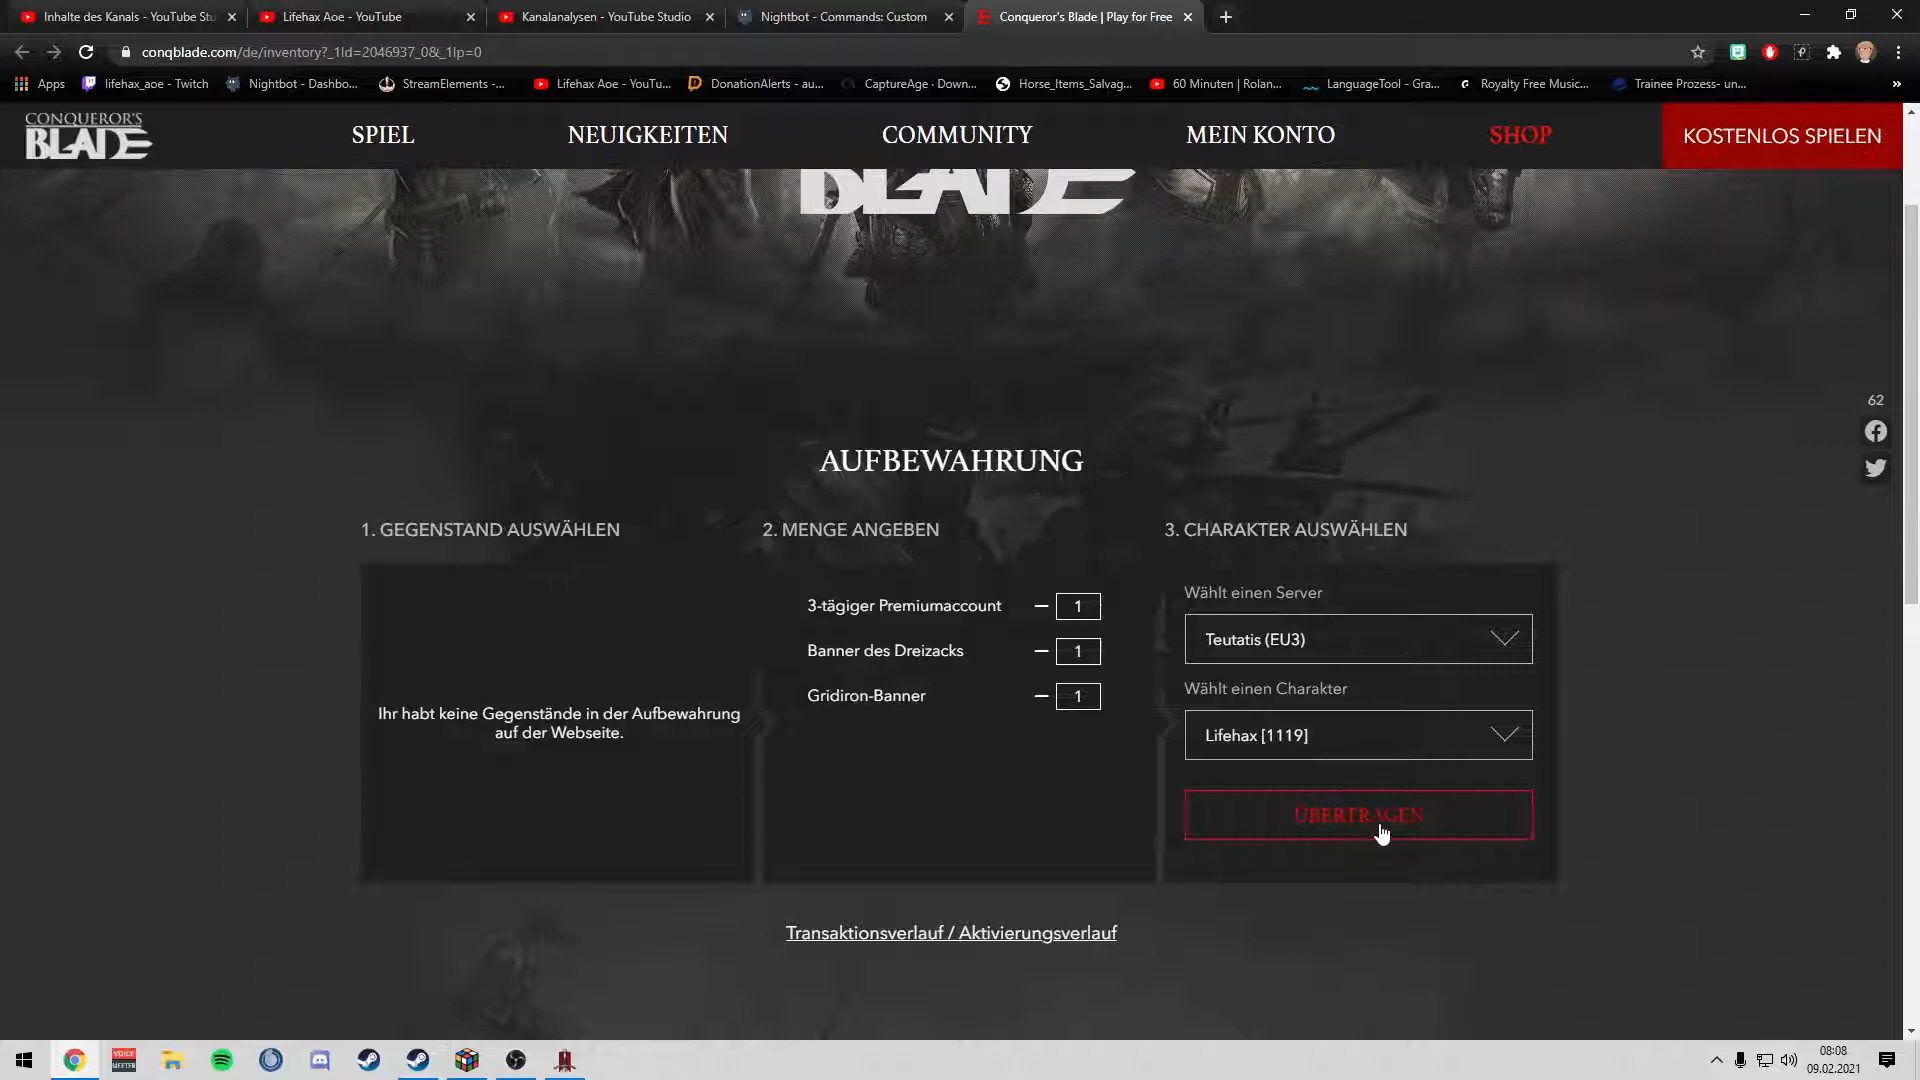 Inhalte des Kanals - YouTube Stu
Lifehax Aoe - YouTube
Kanalanalysen - YouTube Studio
Nightbot - Commands: Custom
Conqueror's Blade | Play for Free
conqblade.com/de/inventory?_1ld=2046937_0&_1lp=0
Apps
lifehax_aoe - Twitch
Nightbot - Dashbo...
StreamElements -...
Lifehax Aoe - YouTu...
DonationAlerts - au...
CaptureAge · Down...
Horse_Items_Salvag...
60 Minuten | Rolan...
LanguageTool - Gra...
Royalty Free Music...
Trainee Prozess- un...
CONQUEROR'S
BLADE
SPIEL
NEUIGKEITEN
COMMUNITY
MEIN KONTO
SHOP
KOSTENLOS SPIELEN
BLADE
62
AUFBEWAHRUNG
1. GEGENSTAND AUSWÄHLEN
2. MENGE ANGEBEN
3. CHARAKTER AUSWÄHLEN
Ihr habt keine Gegenstände in der Aufbewahrung
auf der Webseite.
3-tägiger Premiumaccount
1
Banner des Dreizacks
1
Gridiron-Banner
1
Wählt einen Server
Teutatis (EU3)
Wählt einen Charakter
Lifehax [1119]
ÜBERTRAGEN
Transaktionsverlauf / Aktivierungsverlauf
VOICE
MEETER
08:08
09.02.2021